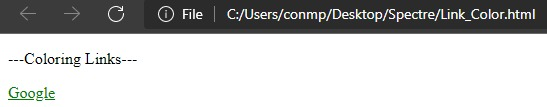 File C:/Users/conmp/Desktop/Spectre/Link_Color.html
---Coloring Links---
Google